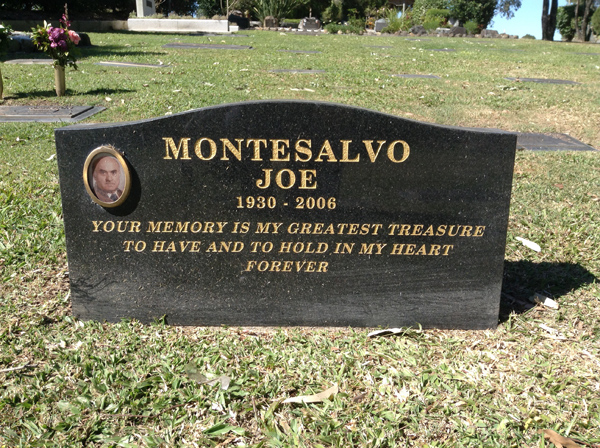 MONTESALVO
JOE
1930 - 2006
YOUR MEMORY IS MY GREATEST TREASURE
TO HAVE AND TO HOLD IN MY HEART
FOREVER